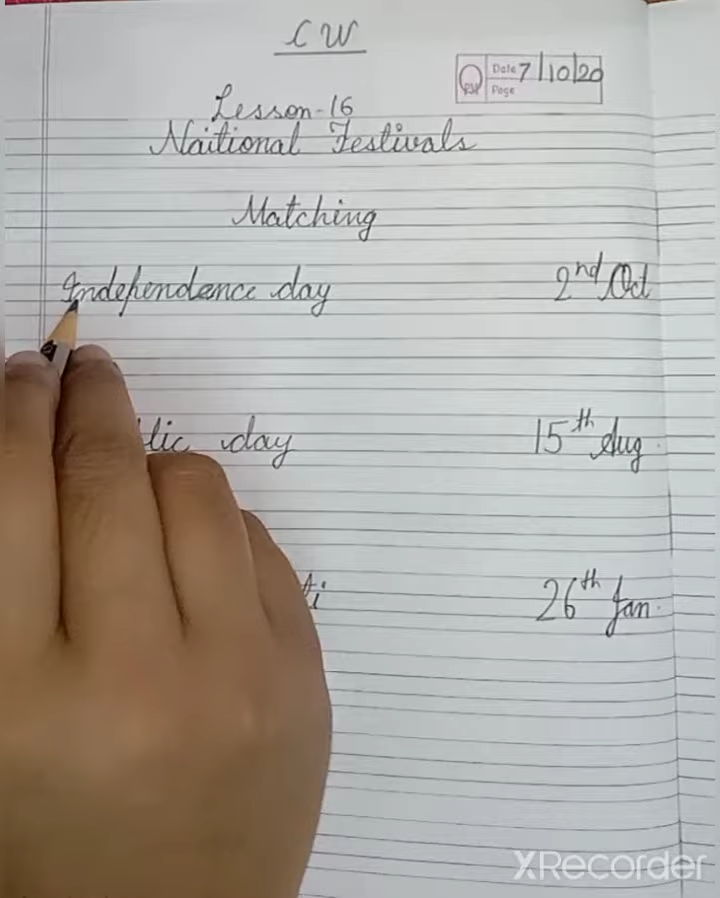 CW
Date 7/10/20
Page
Lesson-16
Naitional Festivals
Matching
Independence day 2nd Oct
lic day 15th Aug.
ti 26th Jan.
XRecorder